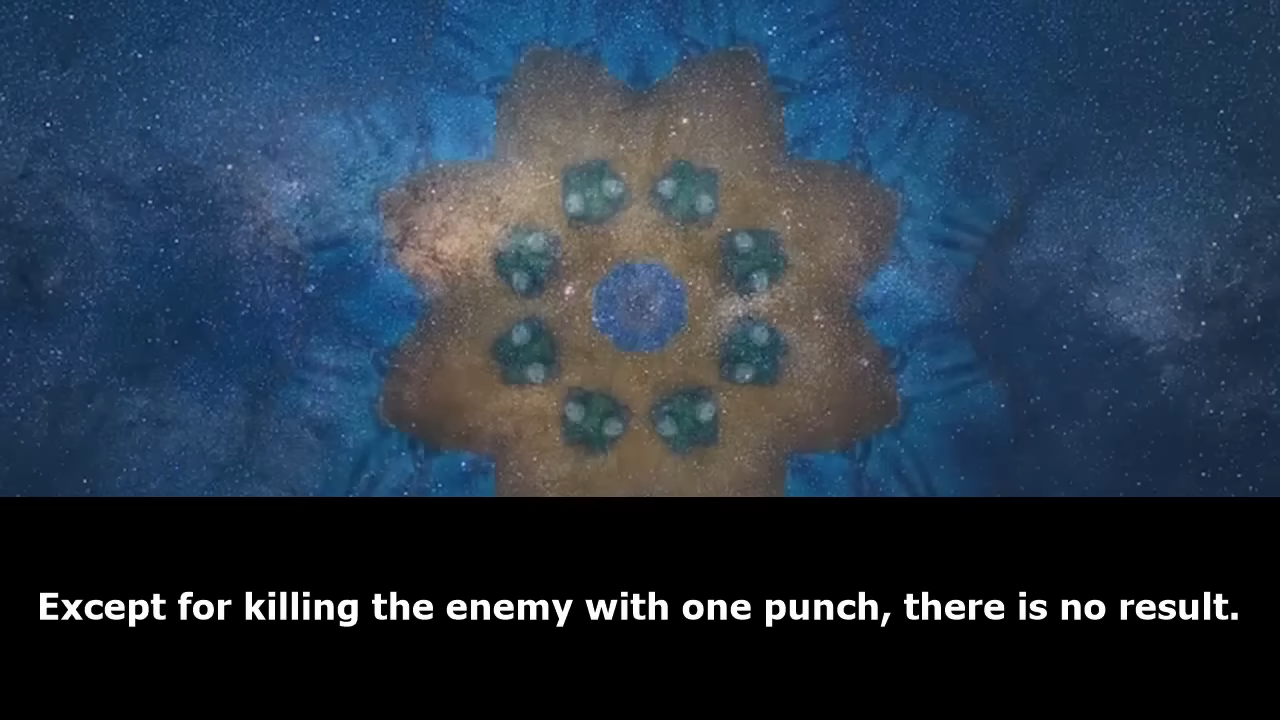 Except for killing the enemy with one punch, there is no result.